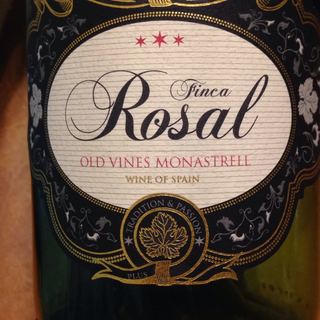 Finca
Rosal
OLD VINES MONASTRELL
WINE OF SPAIN
TRADITION & PASSION
PLUS